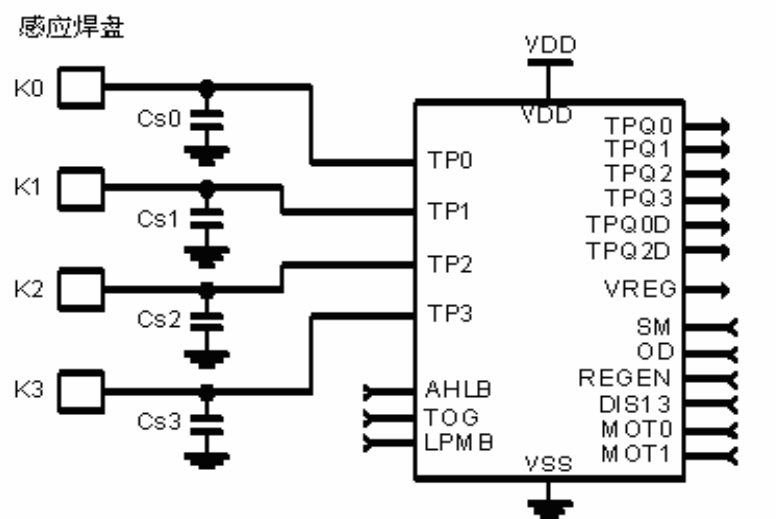 感应焊盘
VDD
K0
Cs0
VDD
TPQ0
TPQ1
TP0
TPQ2
K1
TPQ3
Cs1
TP1
TPQ0D
TPQ2D
K2
TP2
VREG
Cs2
TP3
SM
OD
K3
AHLB
REGEN
Cs3
TOG
DIS13
LPMB
MOT0
VSS
MOT1